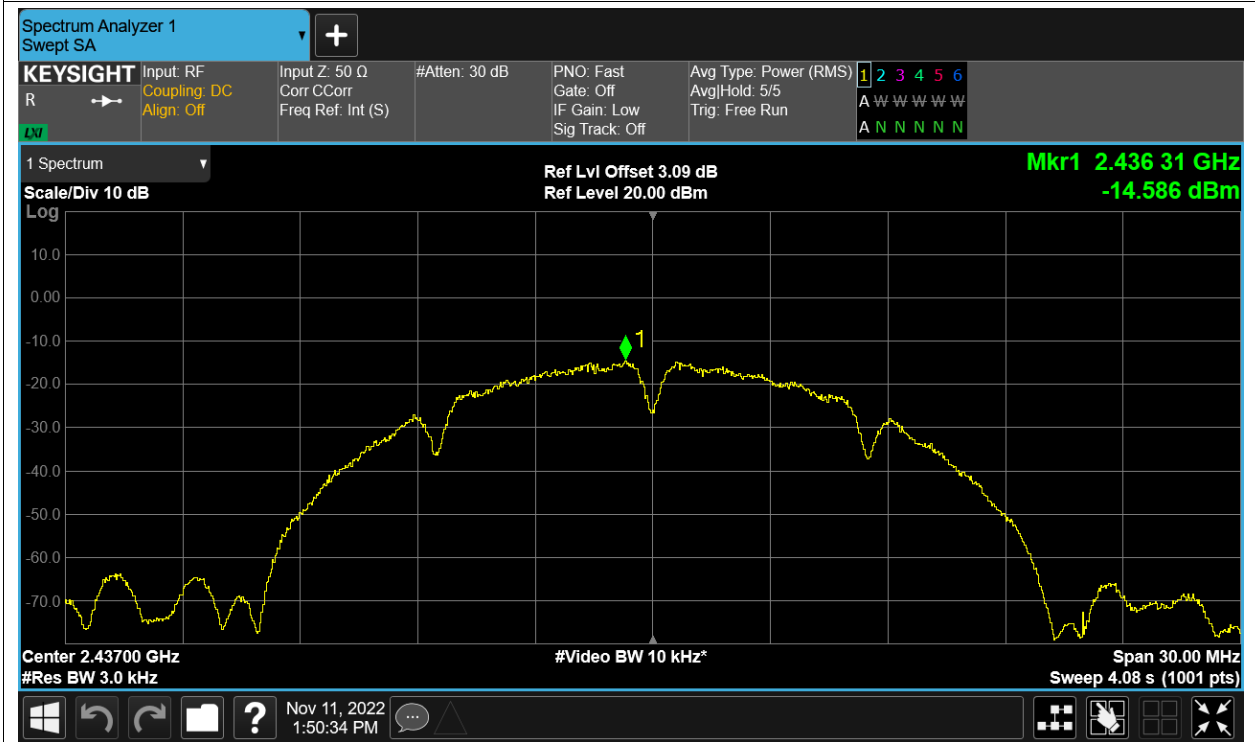 Spectrum Analyzer 1
Swept SA
+
KEYSIGHT
R
LXI
Input: RF
Coupling: DC
Align: Off
Input Z: 50 Ω
Corr CCorr
Freq Ref: Int (S)
#Atten: 30 dB
PNO: Fast
Gate: Off
IF Gain: Low
Sig Track: Off
Avg Type: Power (RMS)
Avg|Hold: 5/5
Trig: Free Run
1 2 3 4 5 6
A W W W W W
A N N N N N
1 Spectrum
Scale/Div 10 dB
Log
Ref Lvl Offset 3.09 dB
Ref Level 20.00 dBm
Mkr1 2.436 31 GHz
-14.586 dBm
10.0
0.00
-10.0
1
-20.0
-30.0
-40.0
-50.0
-60.0
-70.0
Center 2.43700 GHz
#Res BW 3.0 kHz
#Video BW 10 kHz*
Span 30.00 MHz
Sweep 4.08 s (1001 pts)
?
Nov 11, 2022
1:50:34 PM